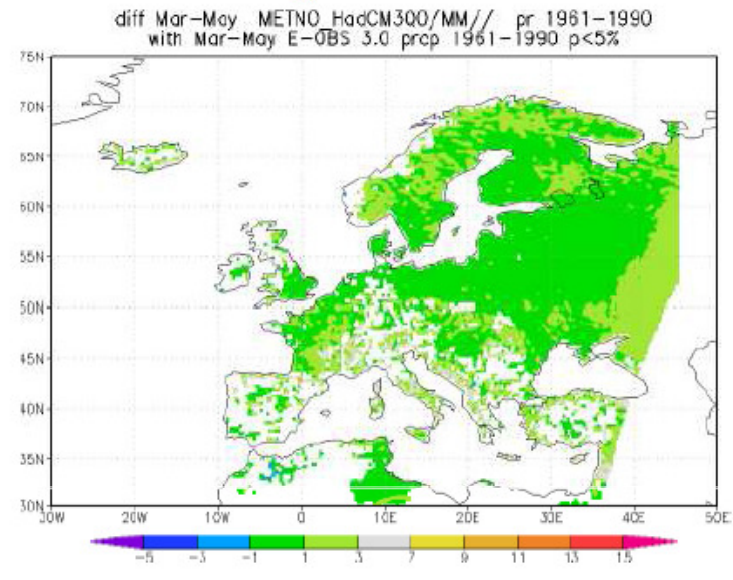 diff Mar-May METNO_HadCM3Q0/MM// pr 1961-1990
with Mar-May E-OBS 3.0 prcp 1961-1990 p<5%
75N
70N
65N
60N
55N
50N
45N
40N
35N
30N
30W 20W 10W 0 10E 20E 30E 40E 50E
-5 -3 -1 1 3 7 9 11 13 15